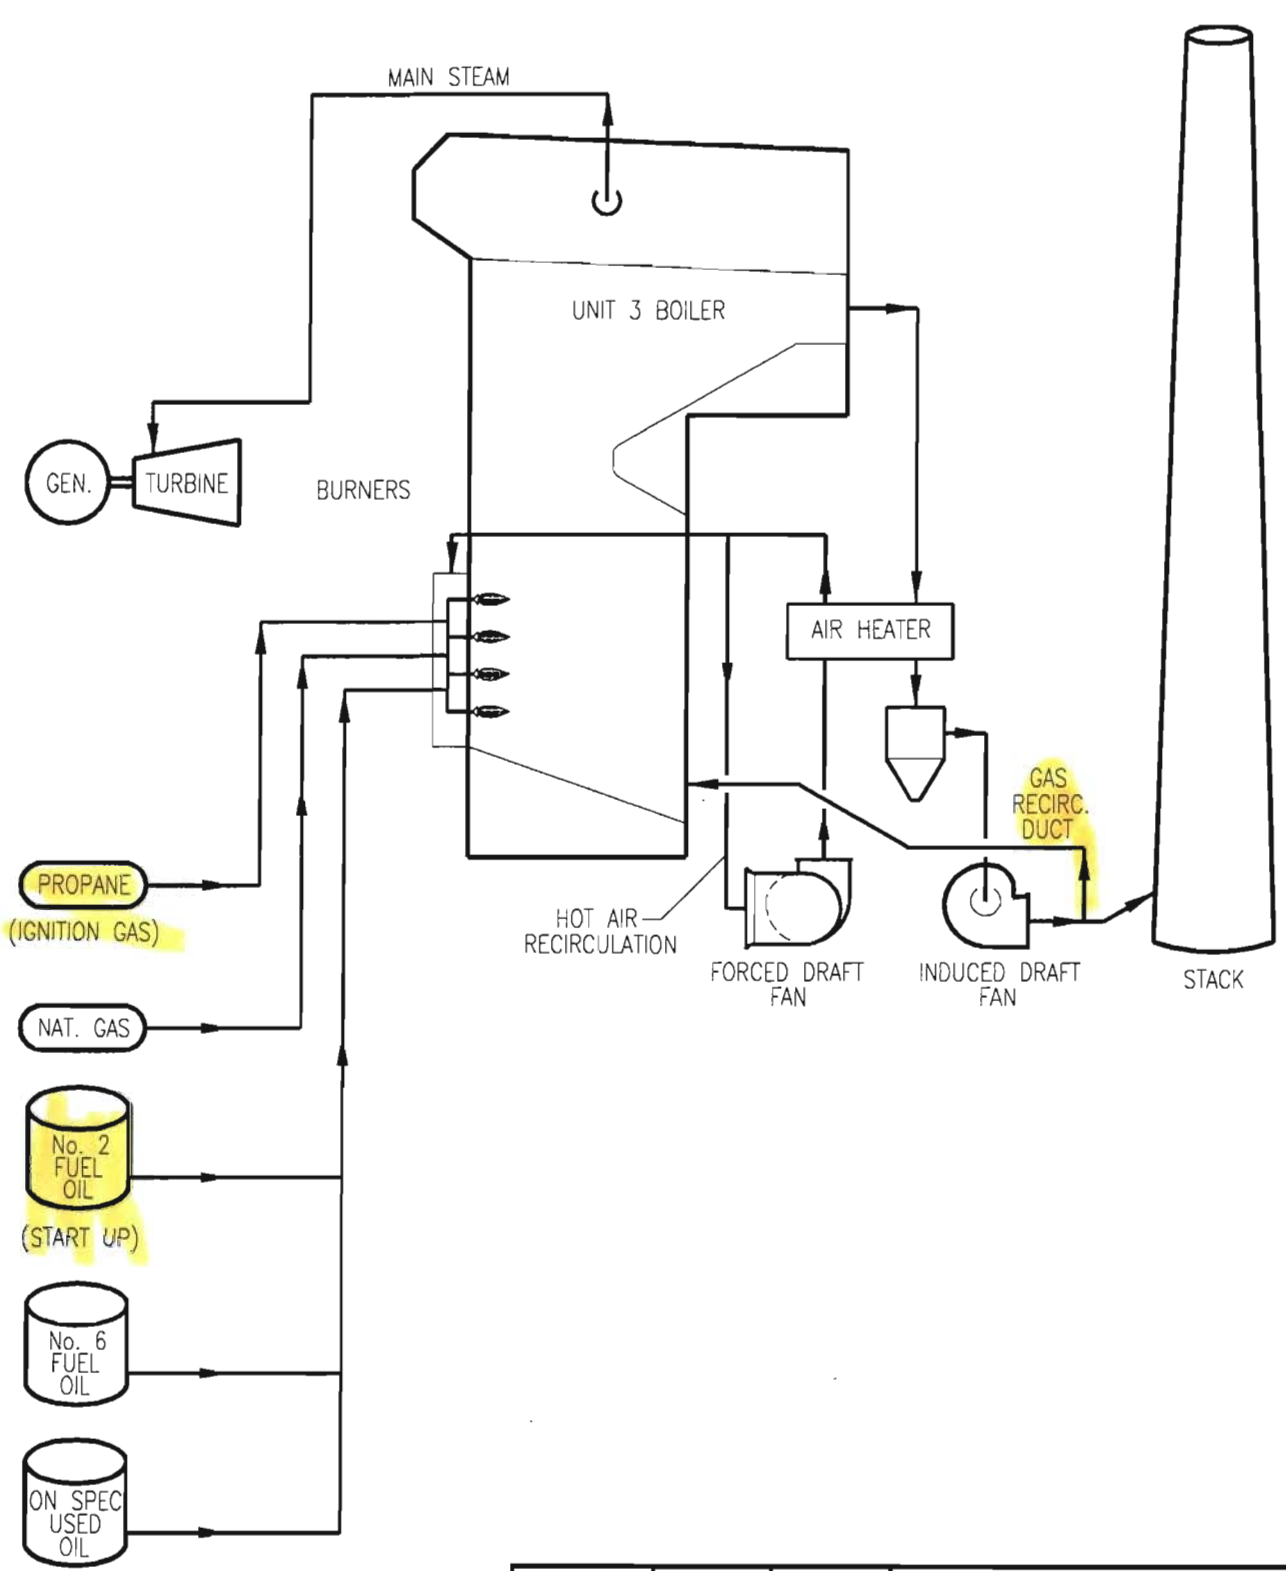 MAIN STEAM
UNIT 3 BOILER
GEN.
TURBINE
BURNERS
AIR HEATER
GAS
RECIRC.
DUCT
PROPANE
(IGNITION GAS)
HOT AIR
RECIRCULATION
FORCED DRAFT
FAN
INDUCED DRAFT
FAN
STACK
NAT. GAS
No. 2
FUEL
OIL
(START UP)
No. 6
FUEL
OIL
ON SPEC
USED
OIL